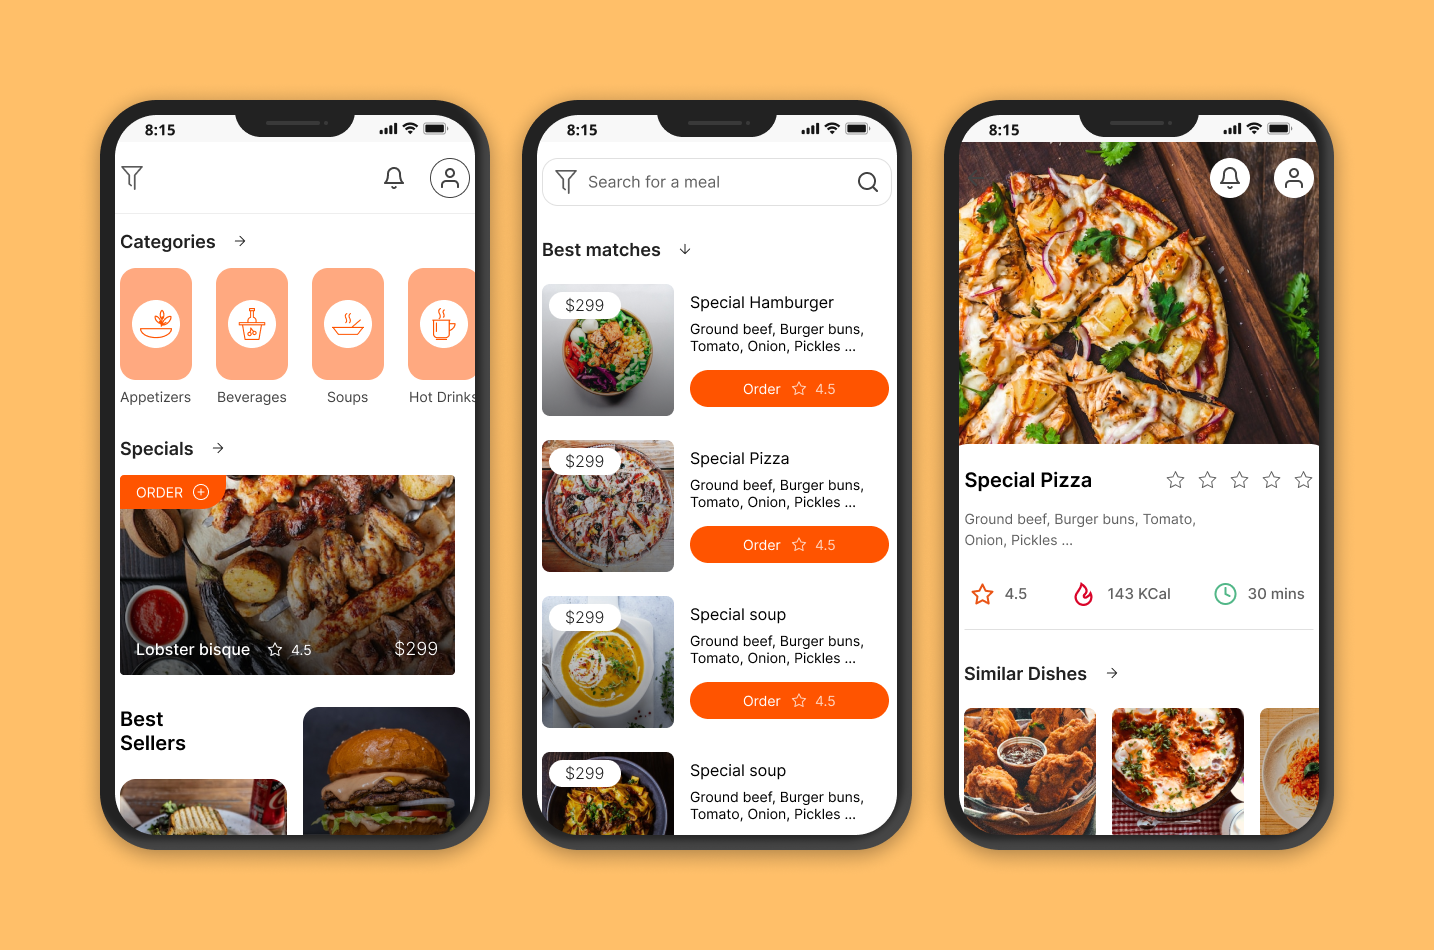 8:15
Categories
Appetizers
Beverages
Soups
Hot Drinks
Specials
ORDER
Lobster bisque
4.5
$299
Best
Sellers
8:15
Search for a meal
Best matches
$299
Special Hamburger
Ground beef, Burger buns,
Tomato, Onion, Pickles ...
Order 4.5
$299
Special Pizza
Ground beef, Burger buns,
Tomato, Onion, Pickles ...
Order 4.5
$299
Special soup
Ground beef, Burger buns,
Tomato, Onion, Pickles ...
Order 4.5
$299
Special soup
Ground beef, Burger buns,
Tomato, Onion, Pickles ...
8:15
Special Pizza
Ground beef, Burger buns, Tomato,
Onion, Pickles ...
4.5
143 KCal
30 mins
Similar Dishes